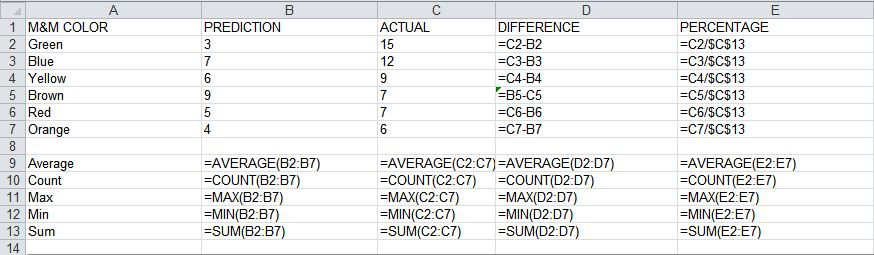 A B C D E
1 M&M COLOR PREDICTION ACTUAL DIFFERENCE PERCENTAGE
2 Green 3 15 =C2-B2 =C2/$C$13
3 Blue 7 12 =C3-B3 =C3/$C$13
4 Yellow 6 9 =C4-B4 =C4/$C$13
5 Brown 9 7 =B5-C5 =C5/$C$13
6 Red 5 7 =C6-B6 =C6/$C$13
7 Orange 4 6 =C7-B7 =C7/$C$13
8
9 Average =AVERAGE(B2:B7) =AVERAGE(C2:C7) =AVERAGE(D2:D7) =AVERAGE(E2:E7)
10 Count =COUNT(B2:B7) =COUNT(C2:C7) =COUNT(D2:D7) =COUNT(E2:E7)
11 Max =MAX(B2:B7) =MAX(C2:C7) =MAX(D2:D7) =MAX(E2:E7)
12 Min =MIN(B2:B7) =MIN(C2:C7) =MIN(D2:D7) =MIN(E2:E7)
13 Sum =SUM(B2:B7) =SUM(C2:C7) =SUM(D2:D7) =SUM(E2:E7)
14